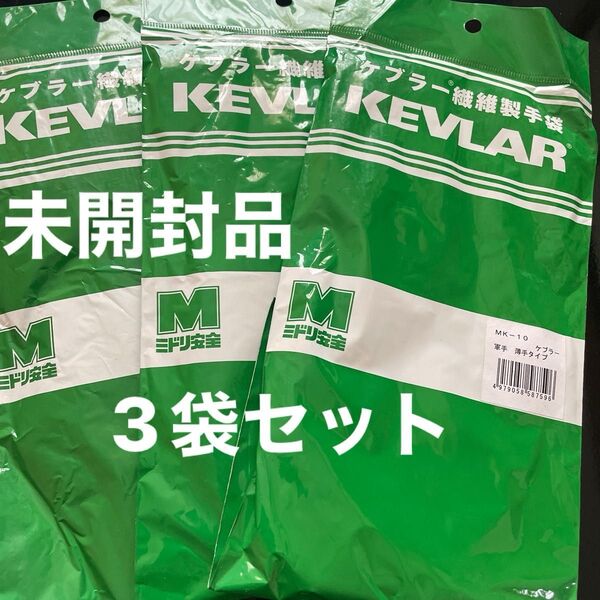 ケブラー繊維
KEVL
ケブラー繊維
KEVL
ケブラー®繊維製手袋
KEVLAR®
未開封品
M
ミドリ安全
M
ミドリ安全
M
ミドリ安全
MK-10 ケブラー
軍手 薄手タイプ
4979058587596
3袋セット